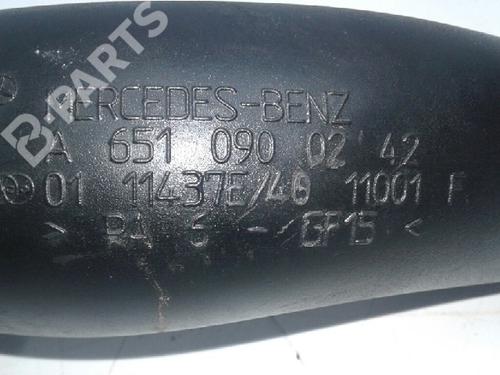 B-PARTS
MERCEDES-BENZ
A 651 090 02 42
01 11437E/40 11001 F
> PA 6 - GF15 <